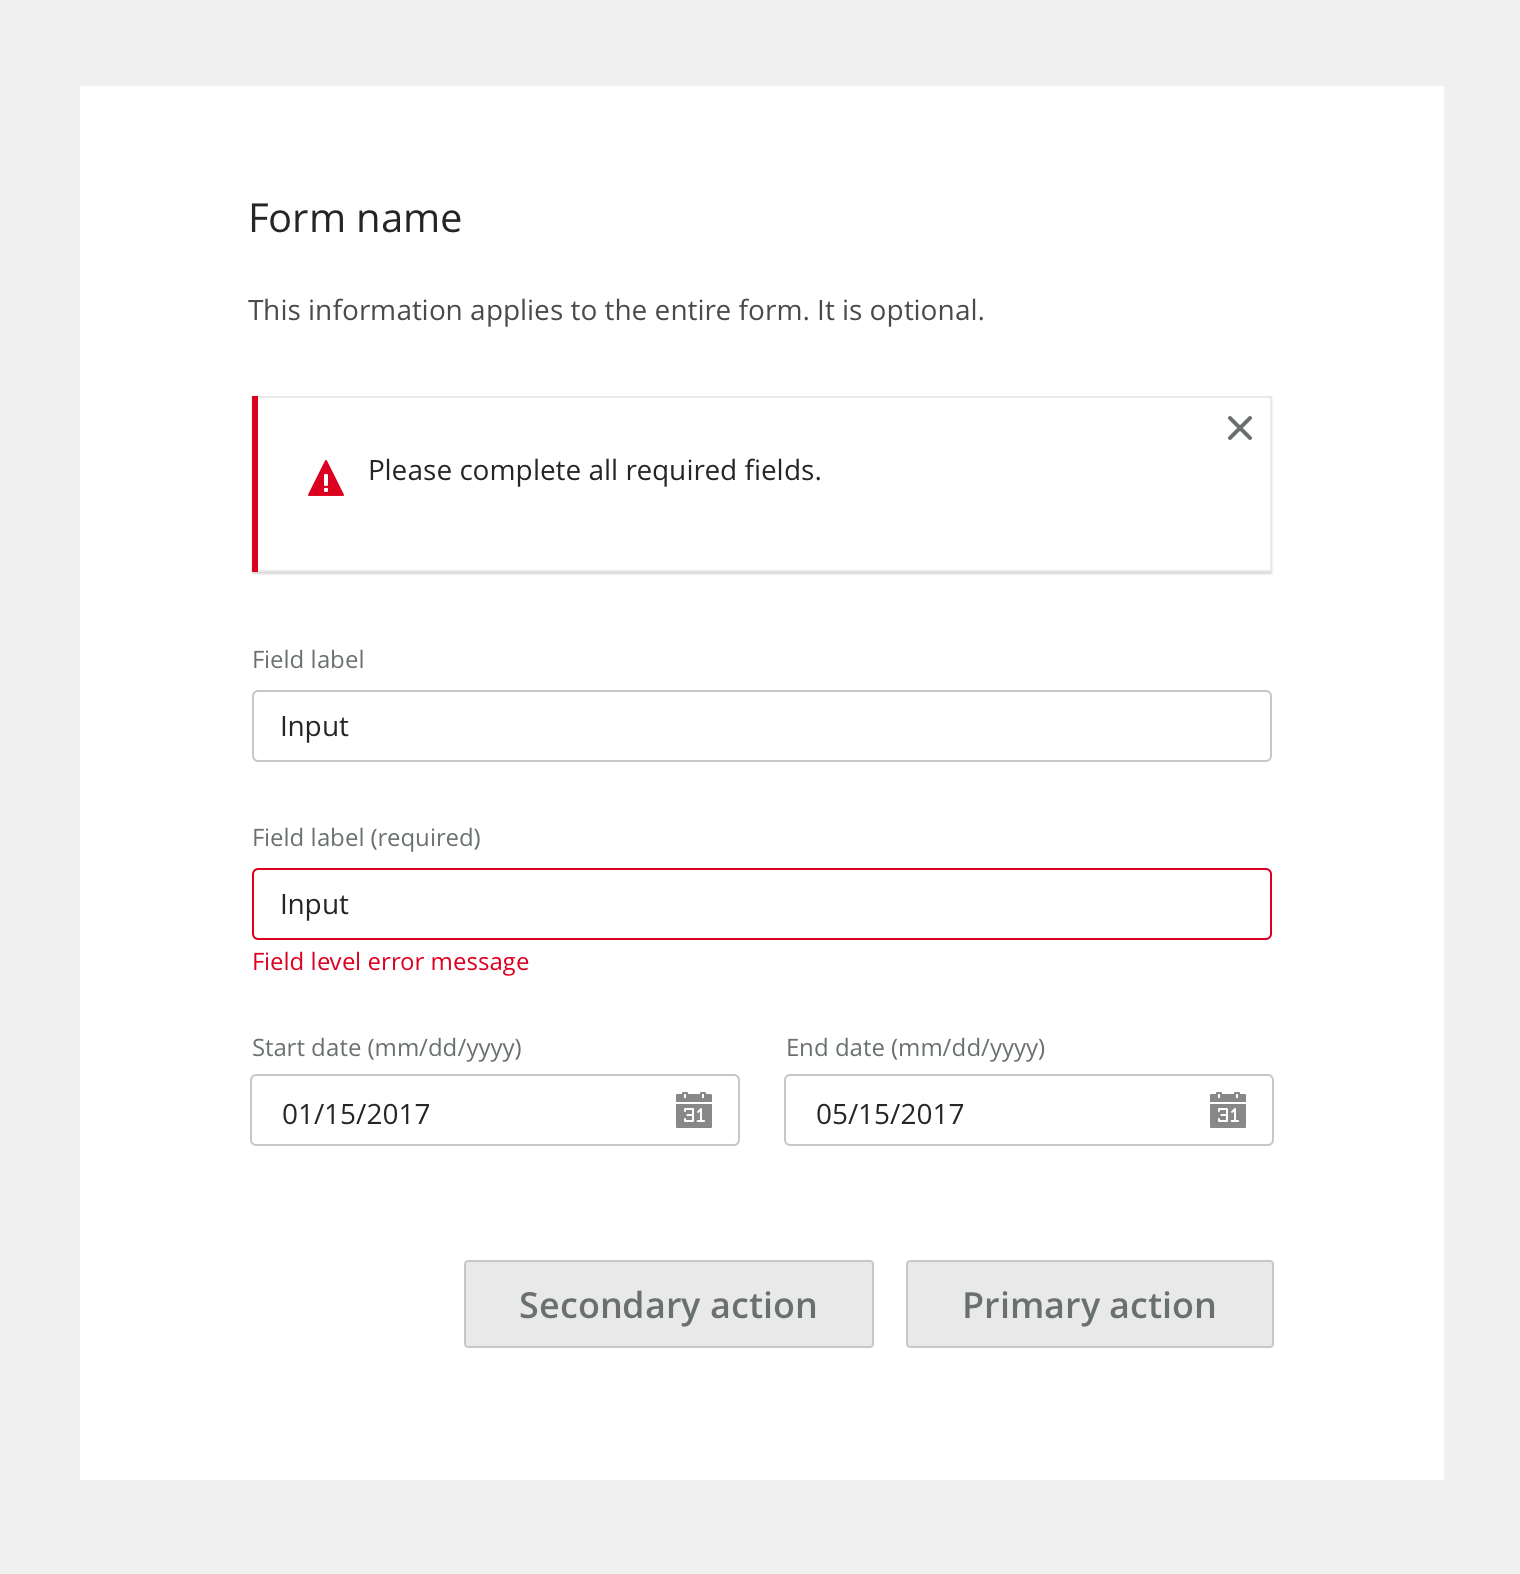 Form name
This information applies to the entire form. It is optional.
Please complete all required fields.
Field label
Input
Field label (required)
Input
Field level error message
Start date (mm/dd/yyyy) End date (mm/dd/yyyy)
01/15/2017 31 05/15/2017 31
Secondary action Primary action